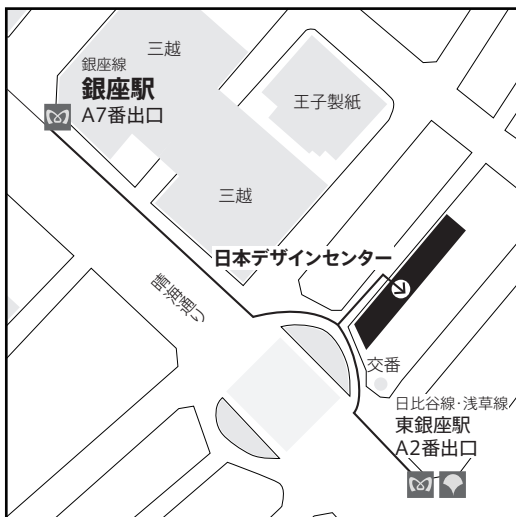 三越
銀座線
銀座駅
A7番出口
王子製紙
三越
日本デザインセンター
晴海通り
交番
日比谷線・浅草線
東銀座駅
A2番出口